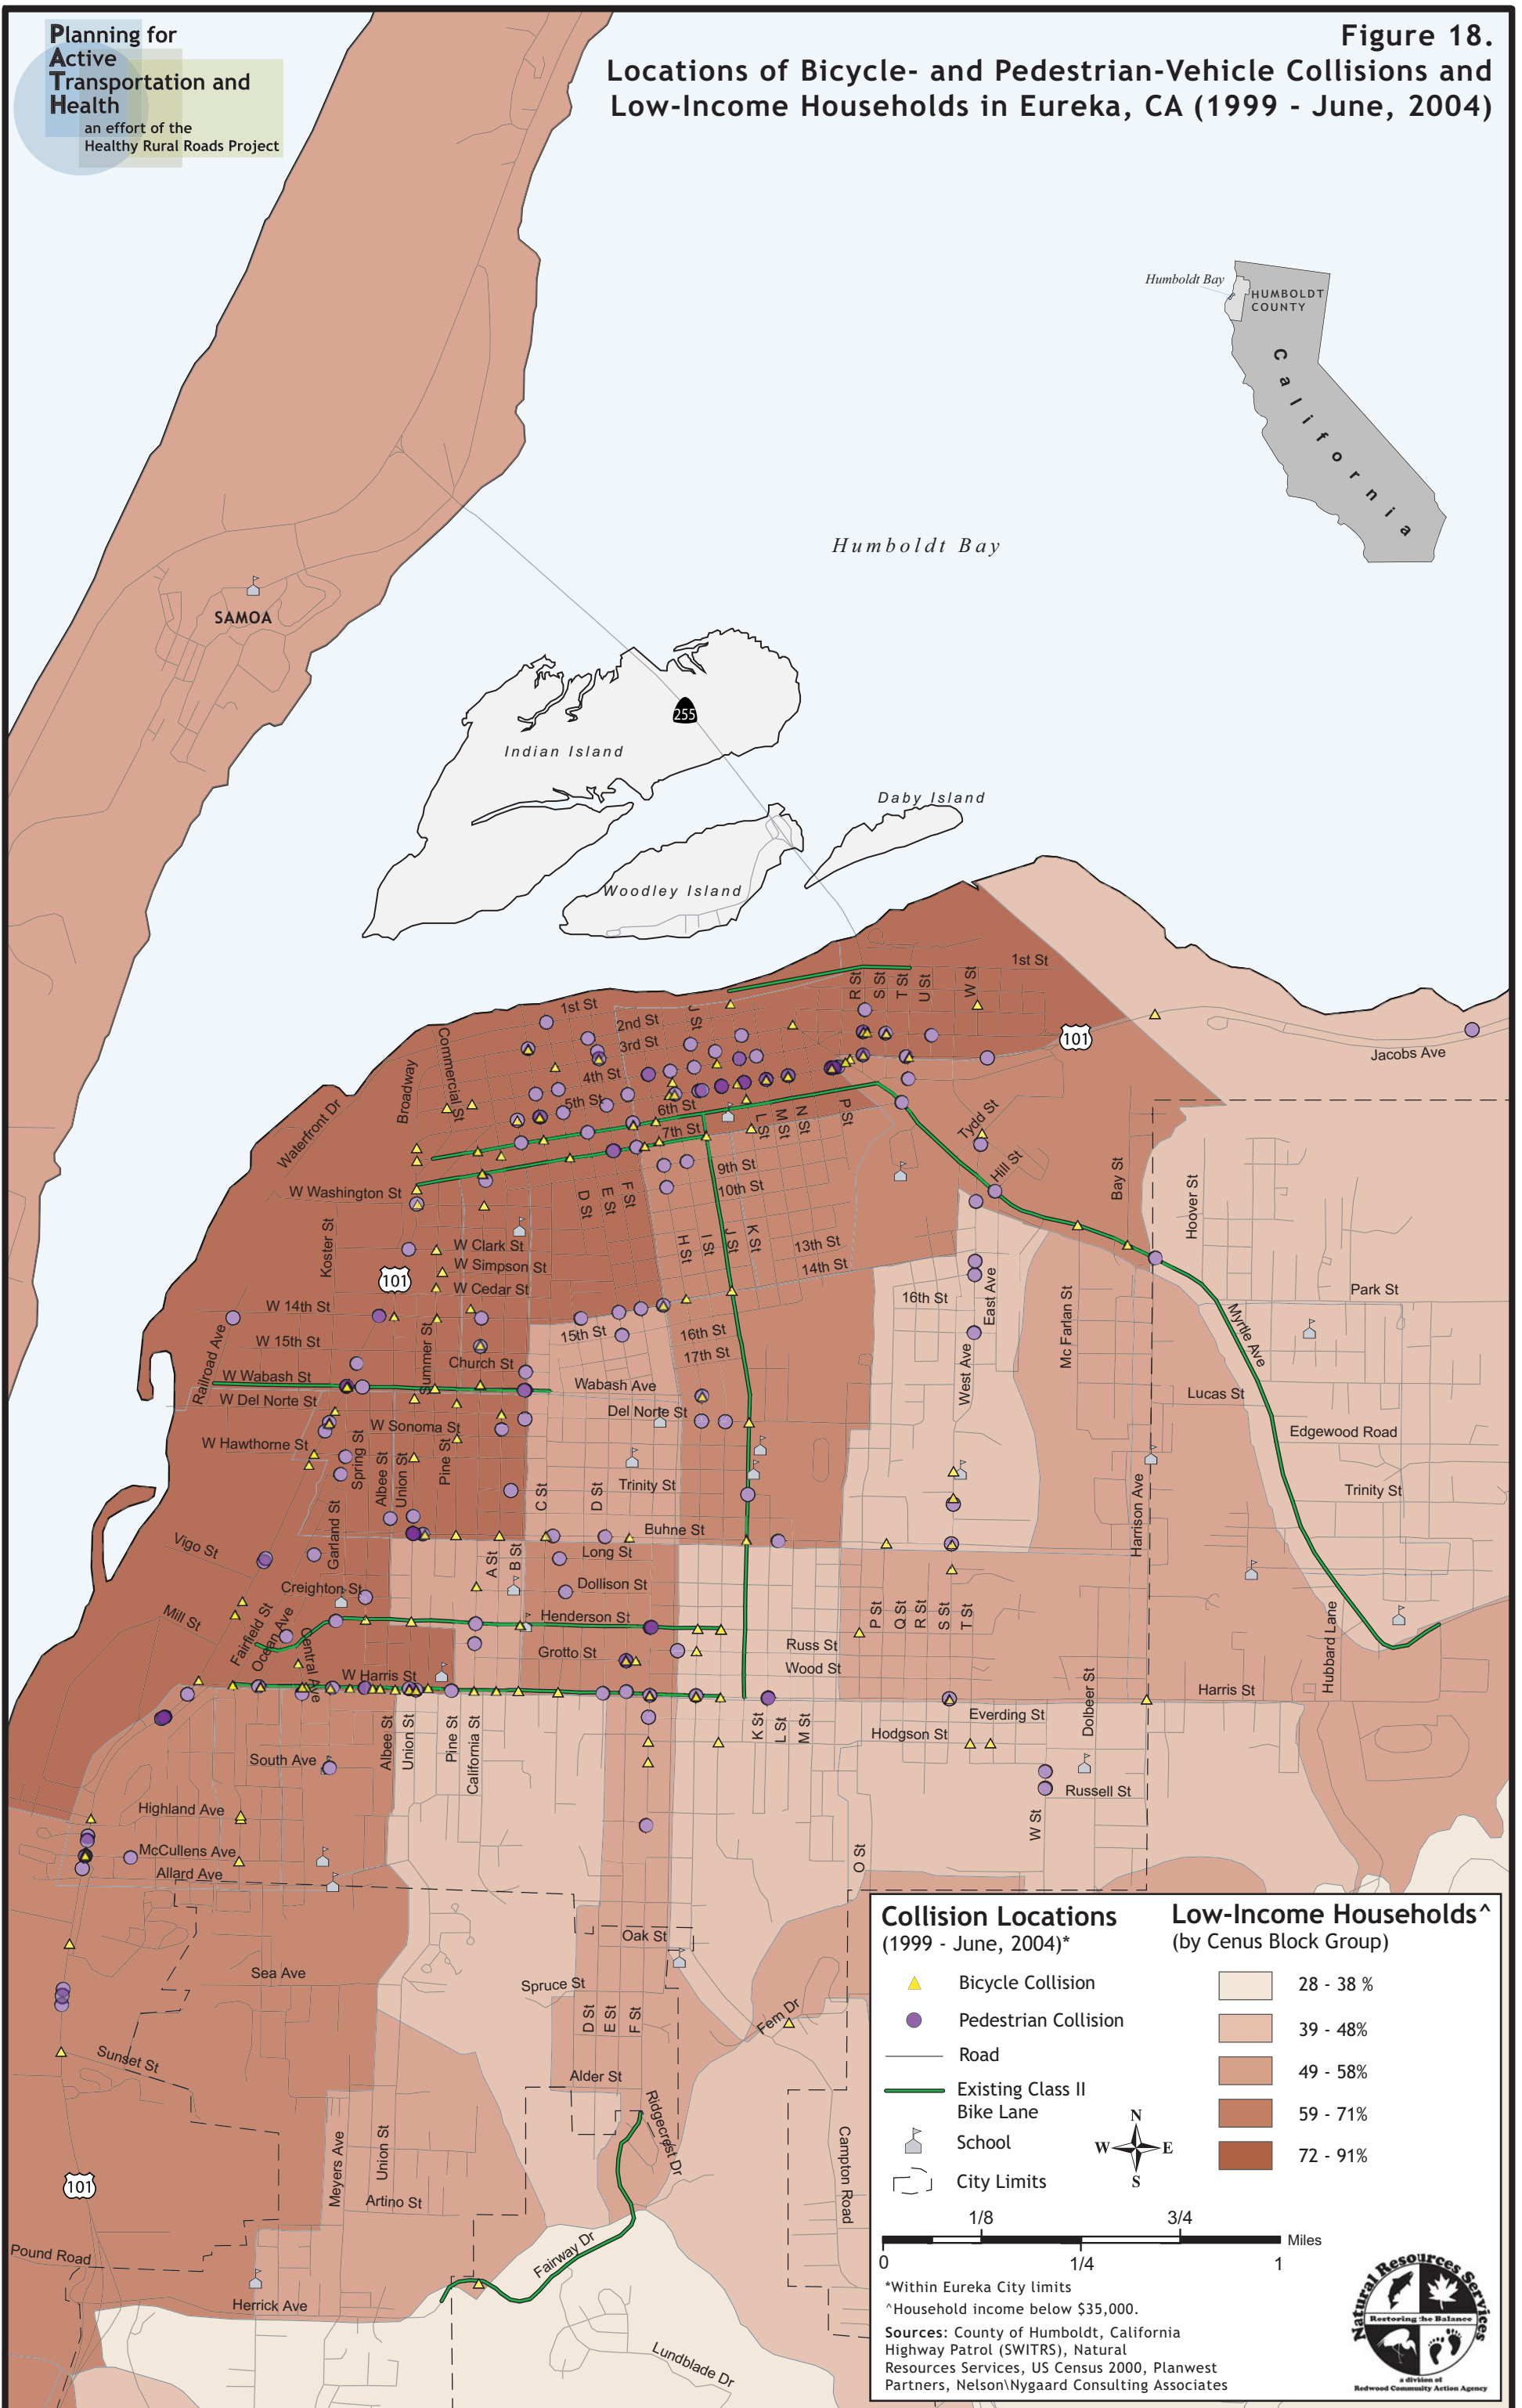 Planning for
Active
Transportation and
Health
an effort of the
Healthy Rural Roads Project
Figure 18.
Locations of Bicycle- and Pedestrian-Vehicle Collisions and
Low-Income Households in Eureka, CA (1999 - June, 2004)
Humboldt Bay
HUMBOLDT
COUNTY
California
Humboldt Bay
SAMOA
255
Indian Island
Daby Island
Woodley Island
1st St
R St
S St
T St
U St
W St
101
Jacobs Ave
1st St
2nd St
J St
3rd St
4th St
5th St
6th St
7th St
Commercial St
Broadway
Waterfront Dr
L St
M St
N St
P St
Tydd St
Hill St
Bay St
Hoover St
9th St
10th St
W Washington St
D St
E St
F St
Koster St
W Clark St
W Simpson St
W Cedar St
101
H St
I St
J St
K St
13th St
14th St
16th St
East Ave
Park St
W 14th St
W 15th St
15th St
16th St
17th St
Mc Farlan St
Myrtle Ave
Railroad Ave
Summer St
Church St
W Wabash St
Wabash Ave
West Ave
Lucas St
W Del Norte St
Del Norte St
W Sonoma St
Edgewood Road
W Hawthorne St
Spring St
Albee St
Union St
Pine St
C St
D St
Trinity St
Trinity St
Harrison Ave
Garland St
Buhne St
Vigo St
Long St
A St
B St
Creighton St
Dollison St
Mill St
Fairfield St
Ocean Ave
Central Ave
Henderson St
P St
Q St
R St
S St
T St
Hubbard Lane
Grotto St
Russ St
Wood St
W Harris St
Dolbeer St
Harris St
Everding St
Hodgson St
Albee St
Union St
Pine St
California St
K St
L St
M St
South Ave
Russell St
Highland Ave
W St
McCullens Ave
Allard Ave
O St
Oak St
Sea Ave
Spruce St
D St
E St
F St
Fern Dr
Sunset St
Alder St
Ridgecrest Dr
Meyers Ave
Union St
Campton Road
101
Artino St
Pound Road
Fairway Dr
Herrick Ave
Lundblade Dr
Collision Locations
(1999 - June, 2004)*
Bicycle Collision
Pedestrian Collision
Road
Existing Class II
Bike Lane
School
City Limits
Low-Income Households^
(by Cenus Block Group)
28 - 38 %
39 - 48%
49 - 58%
59 - 71%
72 - 91%
N
W E
S
1/8 3/4
Miles
0 1/4 1
*Within Eureka City limits
^Household income below $35,000.
Sources: County of Humboldt, California
Highway Patrol (SWITRS), Natural
Resources Services, US Census 2000, Planwest
Partners, Nelson\Nygaard Consulting Associates
Natural Resources Services
Restoring the Balance
a division of
Redwood Community Action Agency